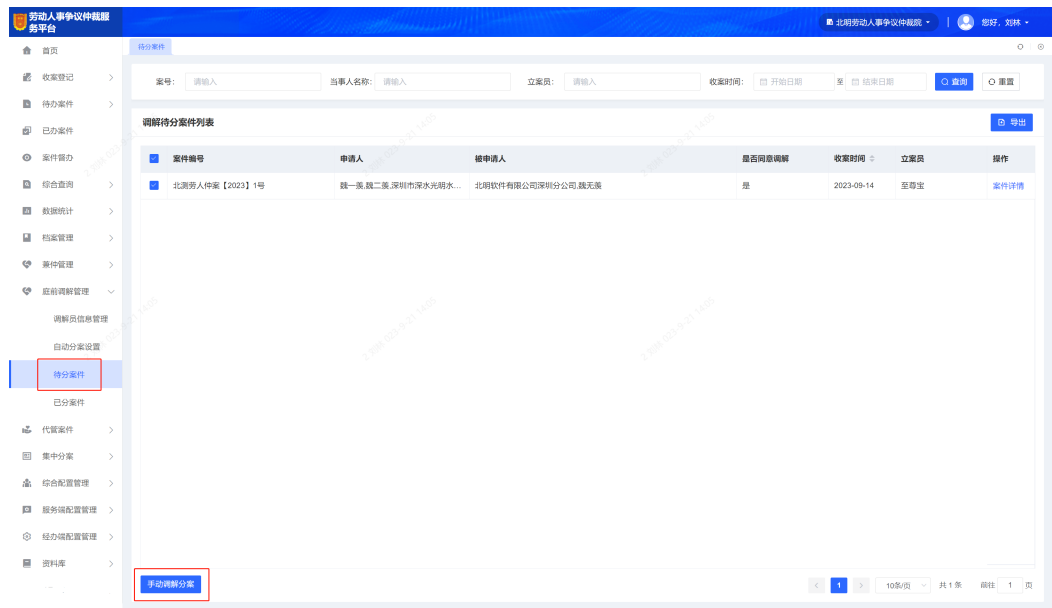 劳动人事争议仲裁服
务平台
北明劳动人事争议仲裁院
您好，刘林
首页
收案登记
待办案件
已办案件
案件督办
综合查询
数据统计
档案管理
兼仲管理
庭前调解管理
调解员信息管理
自动分案设置
待分案件
已分案件
代管案件
集中分案
综合配置管理
服务端配置管理
经办端配置管理
资料库
待分案件
案号： 请输入 当事人名称： 请输入 立案员： 请输入 收案时间： 开始日期 至 结束日期 查询 重置
调解待分案件列表 导出
案件编号 申请人 被申请人 是否同意调解 收案时间 立案员 操作
北测劳人仲案【2023】1号 魏一羡,魏二羡,深圳市深水光明水... 北明软件有限公司深圳分公司,魏无羡 是 2023-09-14 至尊宝 案件详情
手动调解分案
1 10条/页 共 1 条 前往 1 页